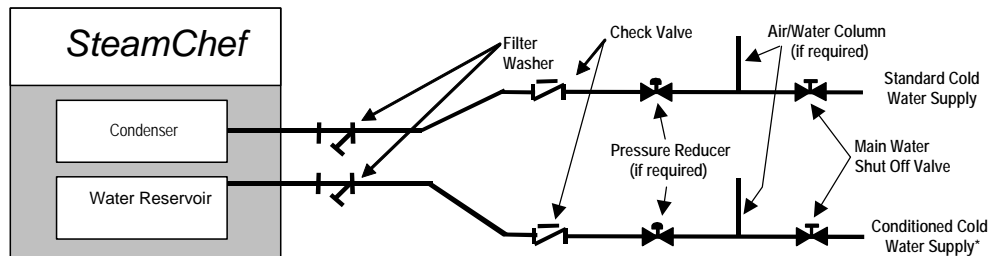 SteamChef
Condenser
Water Reservoir
Filter
Washer
Check Valve
Air/Water Column
(if required)
Standard Cold
Water Supply
Pressure Reducer
(if required)
Main Water
Shut Off Valve
Conditioned Cold
Water Supply*